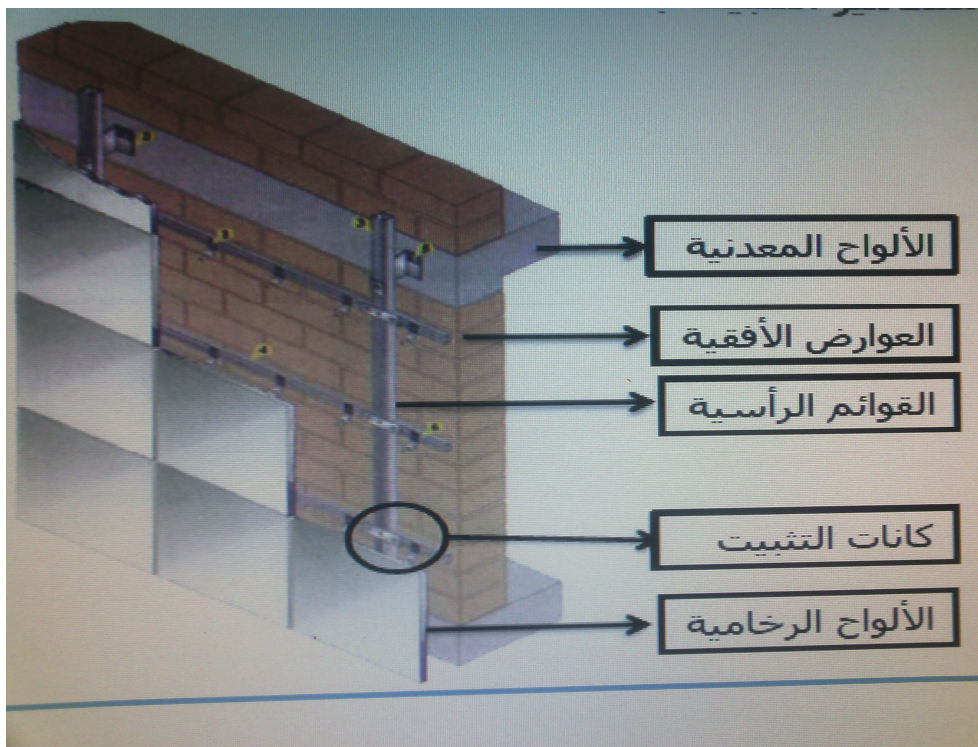 الألواح المعدنية
العوارض الأفقية
القوائم الرأسية
كانات التثبيت
الألواح الرخامية